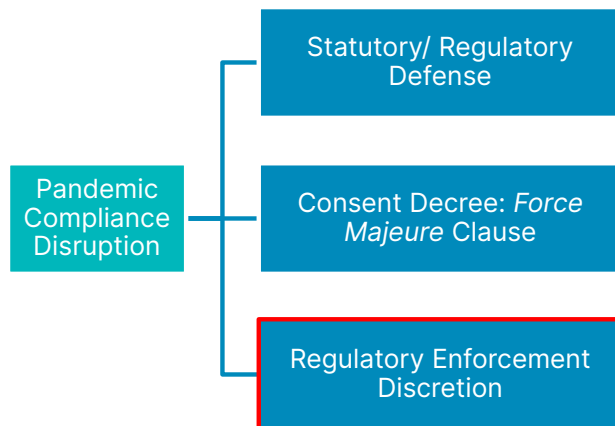 Statutory/ Regulatory
Defense
Pandemic
Compliance
Disruption
Consent Decree: Force
Majeure Clause
Regulatory Enforcement
Discretion